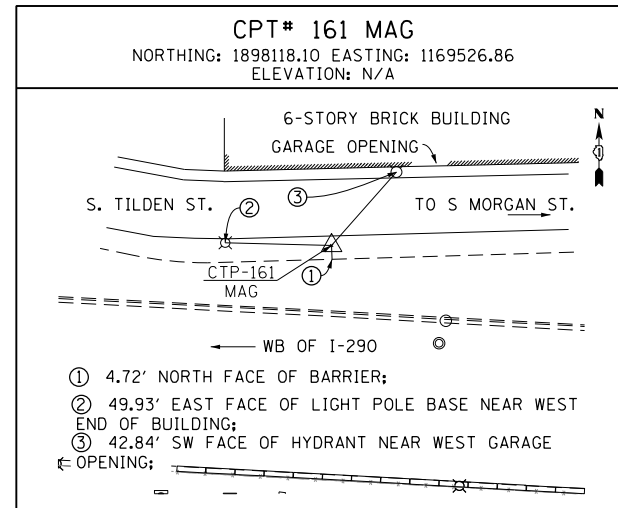 CPT# 161 MAG
NORTHING: 1898118.10 EASTING: 1169526.86
ELEVATION: N/A
6-STORY BRICK BUILDING
N
GARAGE OPENING
3
S. TILDEN ST.
2
TO S MORGAN ST.
CTP-161
MAG
1
WB OF I-290
1 4.72' NORTH FACE OF BARRIER;
2 49.93' EAST FACE OF LIGHT POLE BASE NEAR WEST
END OF BUILDING;
3 42.84' SW FACE OF HYDRANT NEAR WEST GARAGE
OPENING;